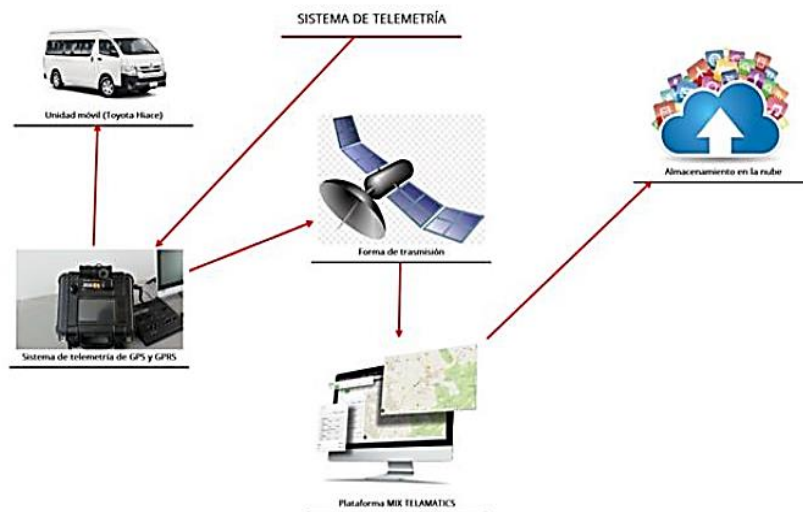 SISTEMA DE TELEMETRÍA
Unidad móvil (Toyota Hiace)
Almacenamiento en la nube
Forma de trasmisión
Sistema de telemetría de GPS y GPRS
Plataforma MIX TELAMATICS